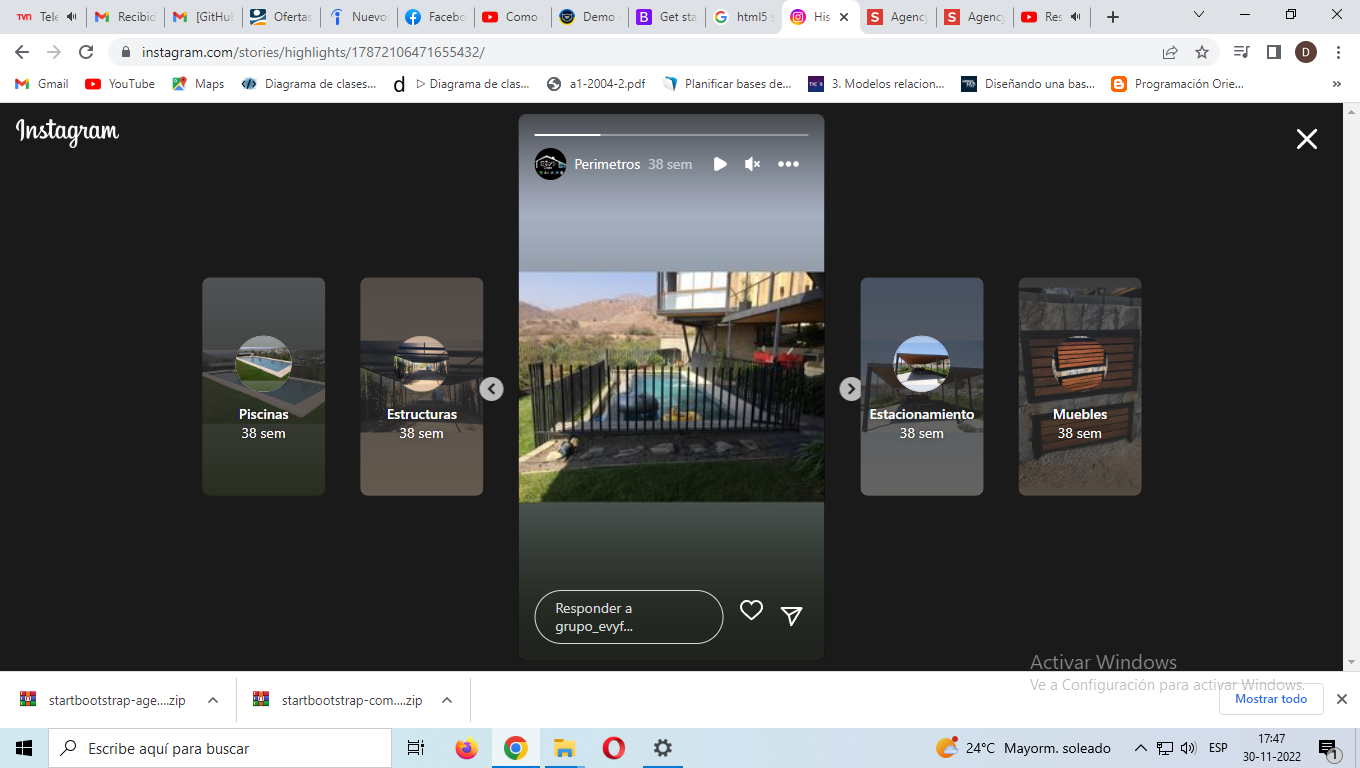 Tele
Recibid
[GitHub
Ofertas
Nuevo
Facebo
Como
Demo
Get sta
html5 s
His
Agency
Agency
Res
instagram.com/stories/highlights/17872106471655432/
D
Gmail
YouTube
Maps
Diagrama de clases...
▷ Diagrama de clas...
a1-2004-2.pdf
Planificar bases de...
3. Modelos relacion...
Diseñando una bas...
Programación Orie...
»
Instagram
Perimetros 38 sem
Piscinas
38 sem
Estructuras
38 sem
Estacionamiento
38 sem
Muebles
38 sem
Responder a
grupo_evyf...
Activar Windows
Ve a Configuración para activar Windows.
startbootstrap-age....zip
startbootstrap-com....zip
Mostrar todo
Escribe aquí para buscar
24°C Mayorm. soleado
ESP
17:47
30-11-2022
1